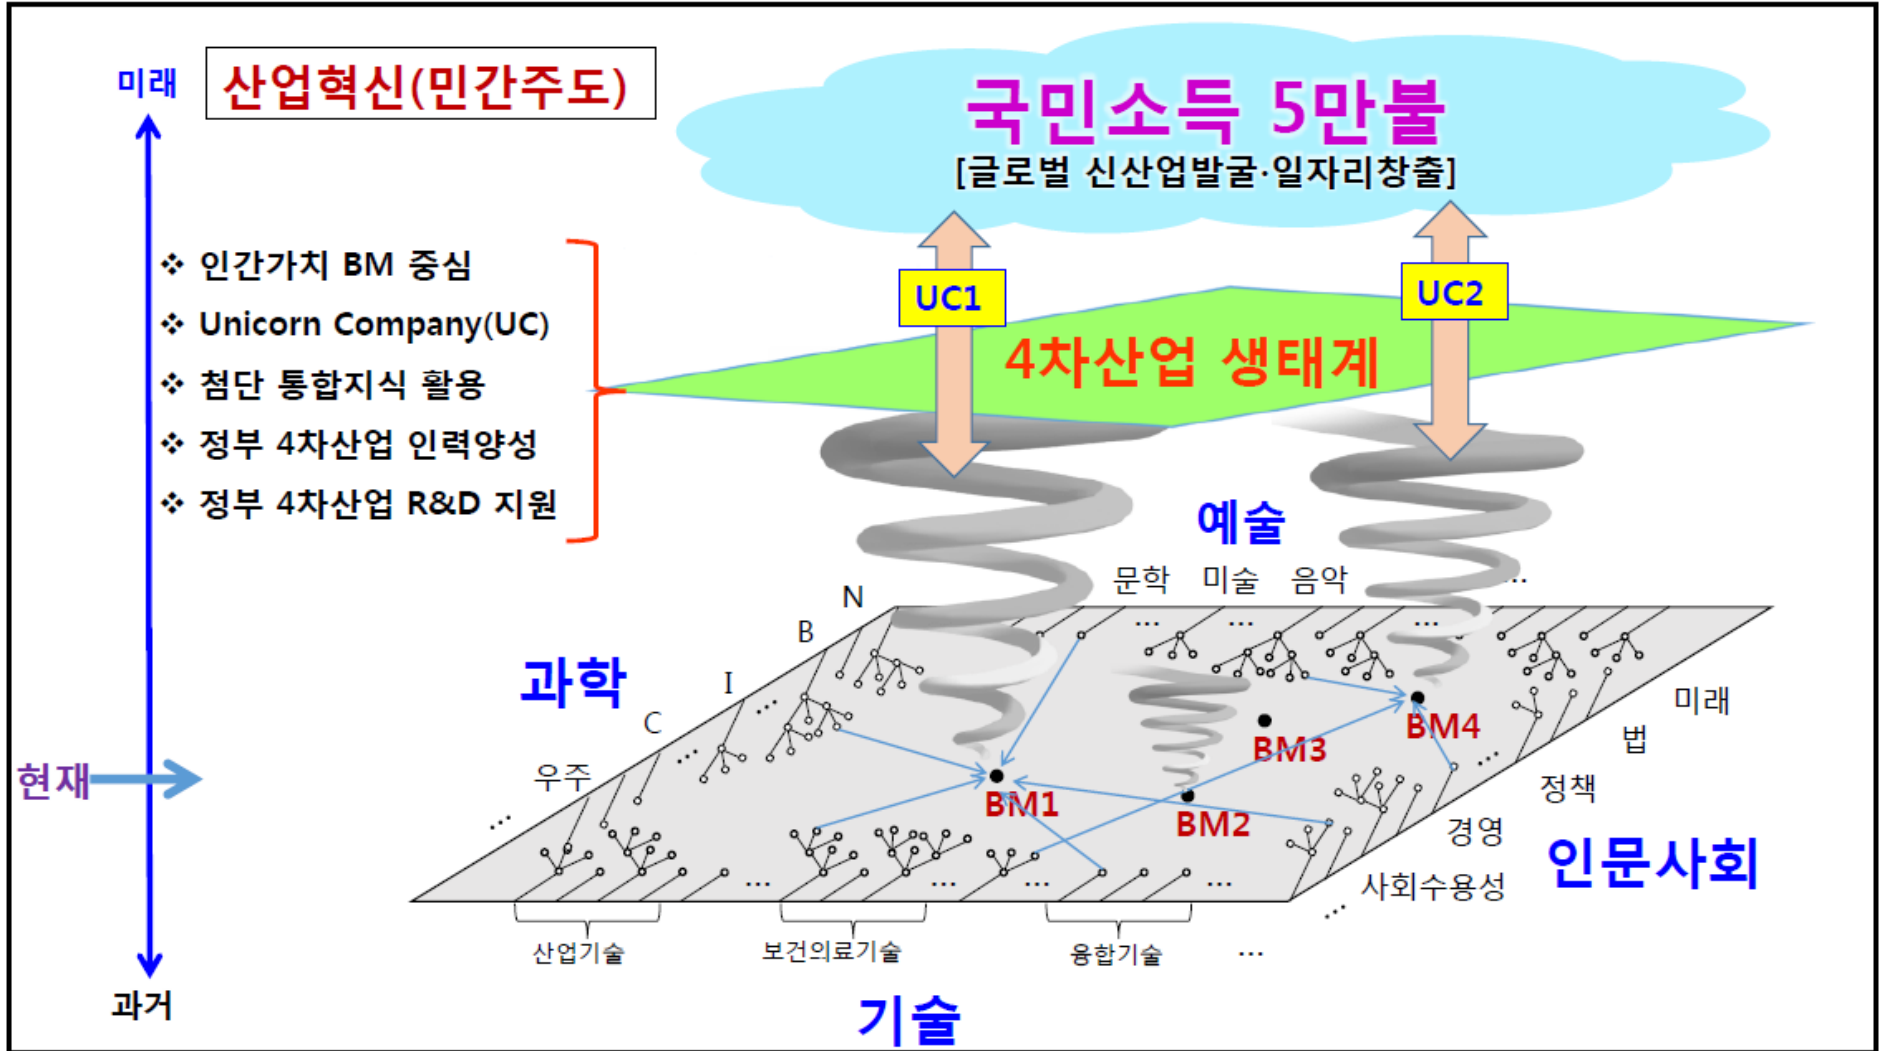 미래
산업혁신(민간주도)
국민소득 5만불
[글로벌 신산업발굴·일자리창출]
❖ 인간가치 BM 중심
❖ Unicorn Company(UC)
❖ 첨단 통합지식 활용
❖ 정부 4차산업 인력양성
❖ 정부 4차산업 R&D 지원
UC1
UC2
4차산업 생태계
예술
문학 미술 음악 ...
과학
N
B
I
...
C
...
우주
...
현재
... ... ...
BM1
BM2
BM3
BM4
미래
법
...
정책
경영
사회수용성
...
인문사회
... ... ... ...
산업기술
보건의료기술
융합기술
...
기술
과거